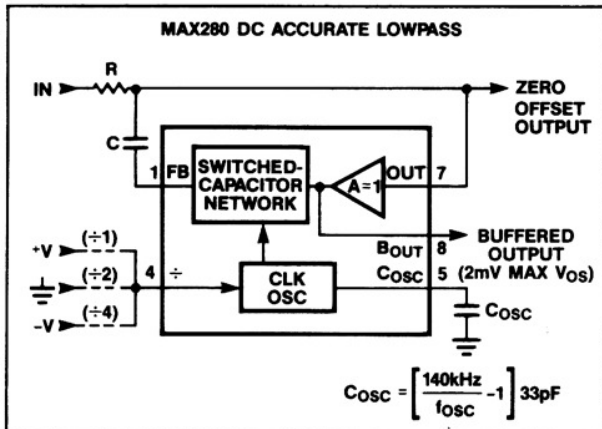 MAX280 DC ACCURATE LOWPASS
IN
R
ZERO
OFFSET
OUTPUT
C
1
FB
SWITCHED-
CAPACITOR
NETWORK
A=1
OUT
7
BOUT
8
BUFFERED
OUTPUT
(2mV MAX VOS)
+V
(÷1)
(÷2)
-V
(÷4)
4
÷
CLK
OSC
COSC
5
COSC
COSC = [140kHz/fOSC -1] 33pF